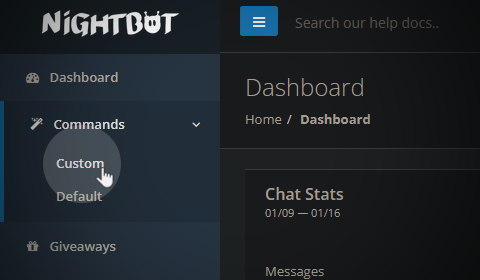 NIGHTBOT
Search our help docs..
Dashboard
Commands
Custom
Default
Giveaways
Dashboard
Home / Dashboard
Chat Stats
01/09 — 01/16
Messages